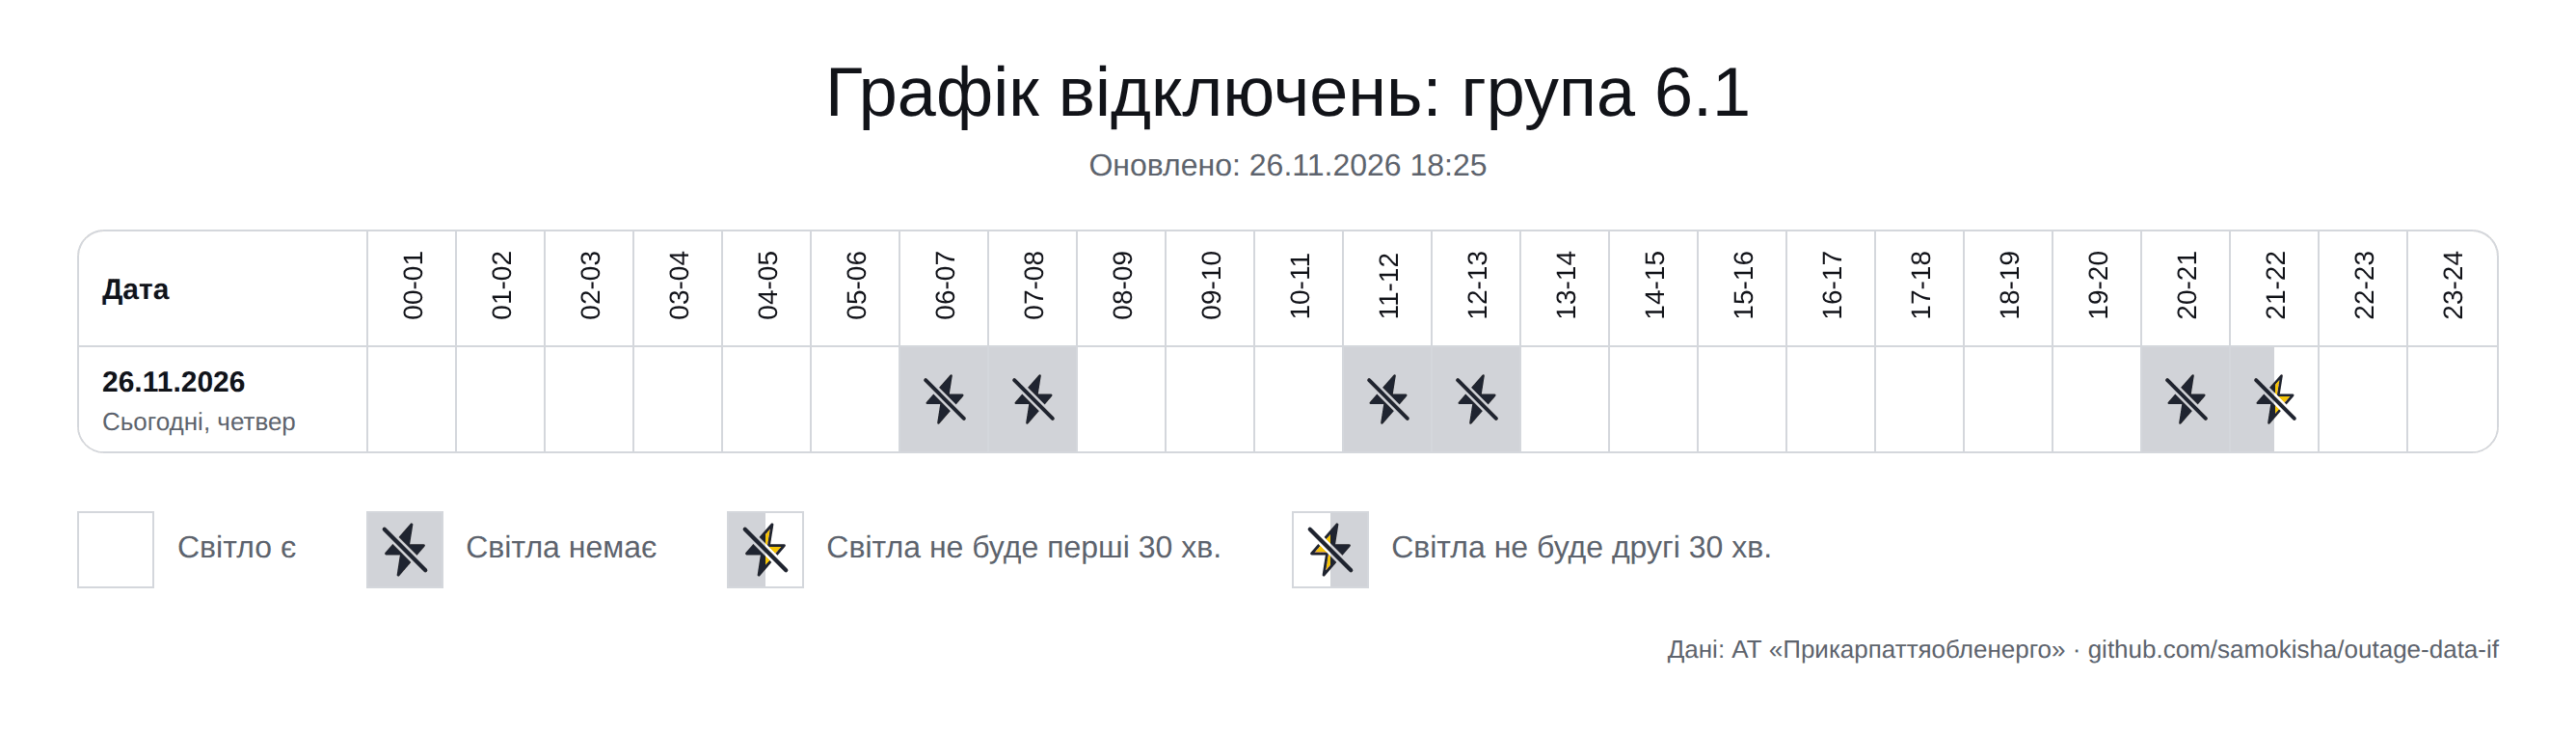 Графік відключень: група 6.1
Оновлено: 26.11.2026 18:25
Дата 00-01 01-02 02-03 03-04 04-05 05-06 06-07 07-08 08-09 09-10 10-11 11-12 12-13 13-14 14-15 15-16 16-17 17-18 18-19 19-20 20-21 21-22 22-23 23-24
26.11.2026
Сьогодні, четвер
Світло є Світла немає Світла не буде перші 30 хв. Світла не буде другі 30 хв.
Дані: АТ «Прикарпаттяобленерго» · github.com/samokisha/outage-data-if